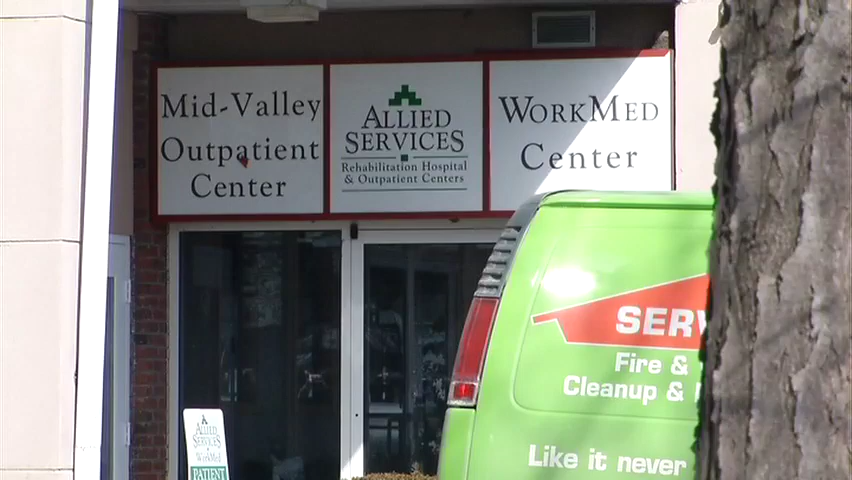 Mid-Valley
Outpatient
Center
ALLIED
SERVICES
Rehabilitation Hospital
& Outpatient Centers
WORKMED
Center
SERV
Fire &
Cleanup &
Like it never
ALLIED
SERVICES
WorkMed
PATIENT